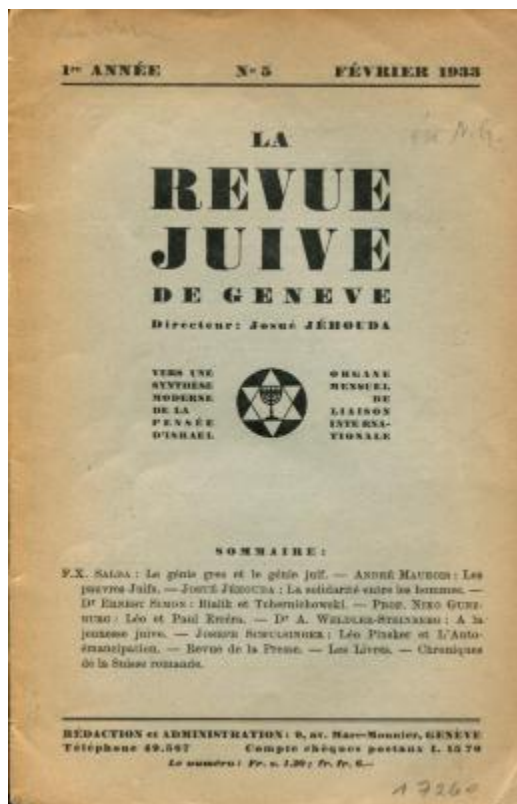 1re ANNÉE No 5 FÉVRIER 1933
LA
REVUE
JUIVE
DE GENEVE
Directeur: Josué JÉHOUDA
VERS UNE
SYNTHÈSE
MODERNE
DE LA
PENSÉE
D'ISRAEL
ORGANE
MENSUEL
DE
LIAISON
INTERNA-
TIONALE
SOMMAIRE:
F.X. SALDA: Le génie grec et le génie juif. — ANDRÉ MAUROIS: Les
pauvres Juifs. — JOSUÉ JÉHOUDA: La solidarité entre les hommes. —
Dr ERNEST SIMON: Bialik et Tchernichowski. — PROF. NIKO GUNZ-
BURG: Léo et Paul Errera. — Dr A. WELDLER-STEINBERG: A la
jeunesse juive. — JOSEPH SCHULSINGER: Léo Pinsker et L'Auto-
émancipation. — Revue de la Presse. — Les Livres. — Chroniques
de la Suisse romande.
RÉDACTION et ADMINISTRATION: 9, av. Marc-Monnier, GENÈVE
Téléphone 49.567 Compte chèques postaux I. 4570
Le numéro: Fr. s. 1.20; fr. fr. 6.—
17260